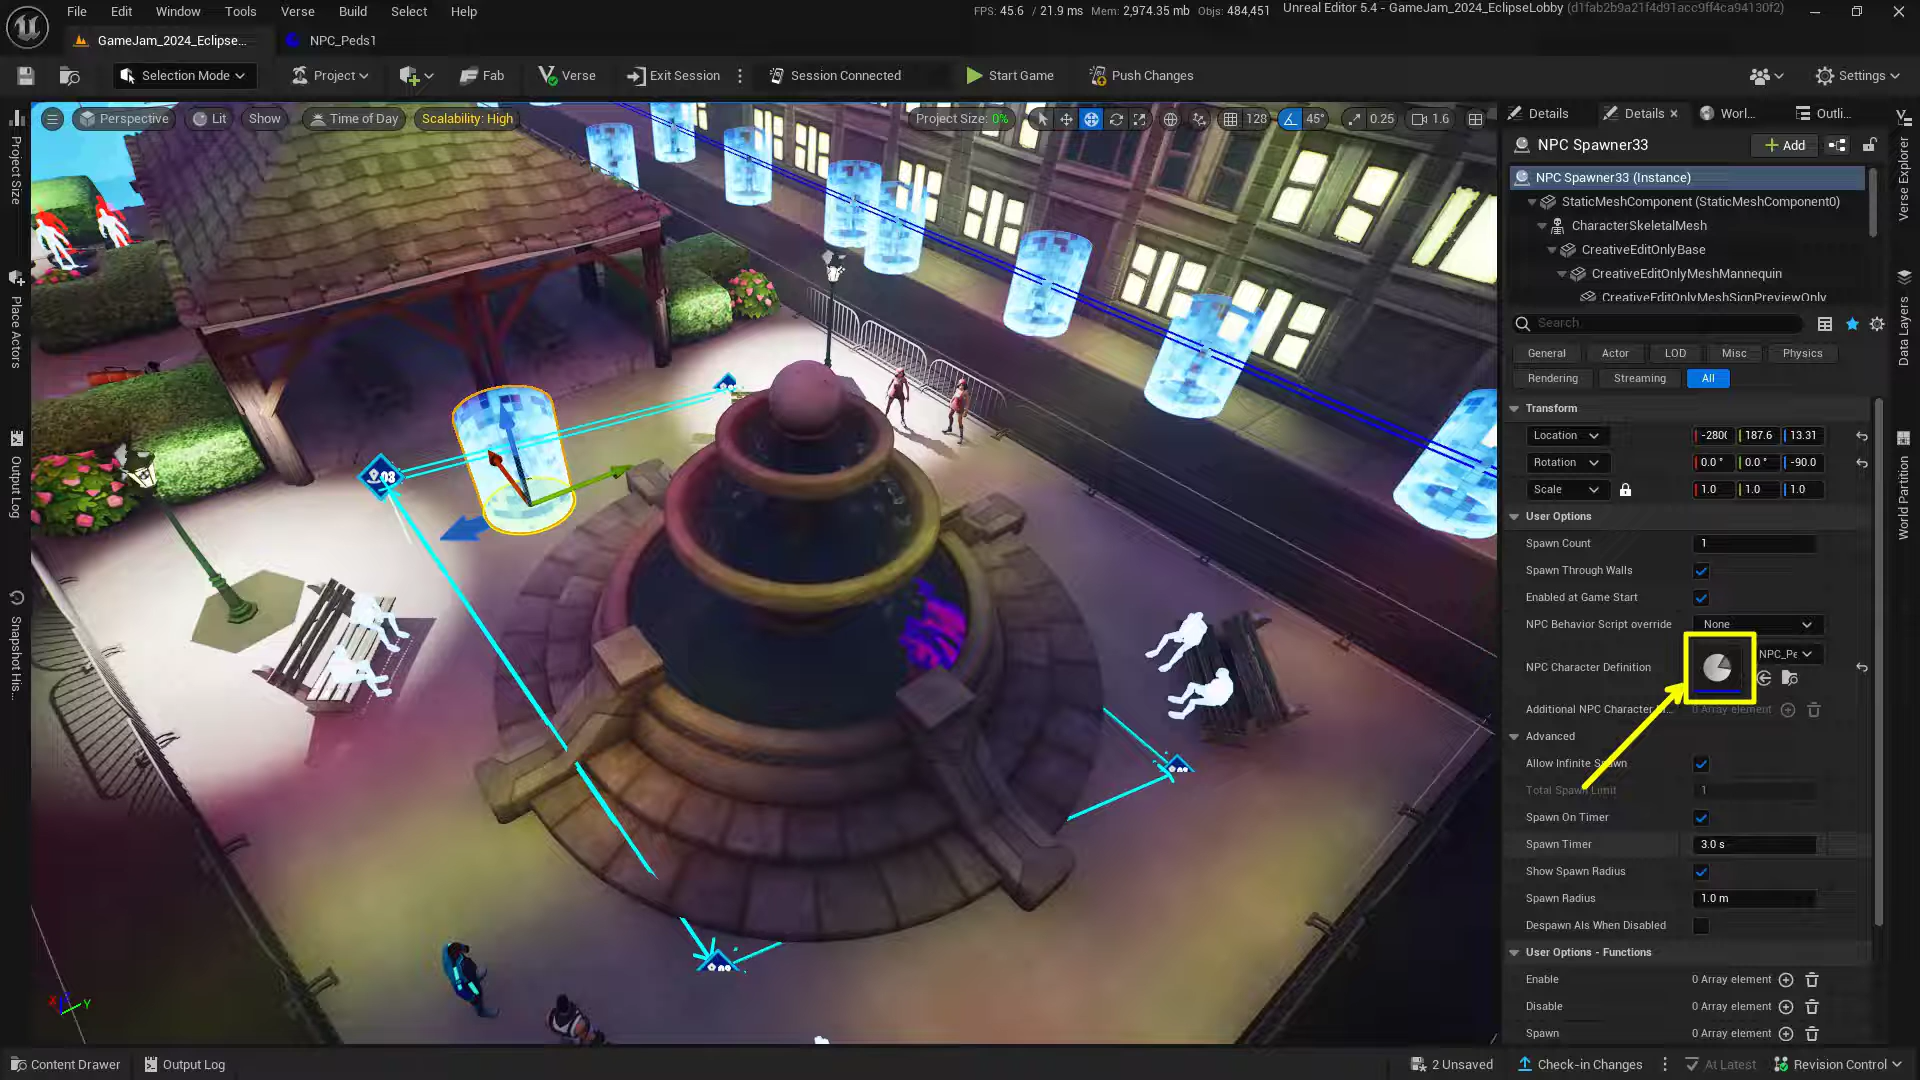 File Edit Window Tools Verse Build Select Help
FPS: 45.6 / 21.9 ms Mem: 2,974.35 mb Objs: 484,451
Unreal Editor 5.4 - GameJam_2024_EclipseLobby (d1fab2b9a21f4d91acc9ff4ca94130f2)
GameJam_2024_Eclipse...
NPC_Peds1
Selection Mode
Project
Fab
Verse
Exit Session
Session Connected
Start Game
Push Changes
Settings
Perspective
Lit
Show
Time of Day
Scalability: High
Project Size: 0%
128
45°
0.25
1.6
Project Size
Place Actors
Output Log
Snapshot His...
Details
Details
Worl...
Outli...
NPC Spawner33
Add
NPC Spawner33 (Instance)
StaticMeshComponent (StaticMeshComponent0)
CharacterSkeletalMesh
CreativeEditOnlyBase
CreativeEditOnlyMeshMannequin
CreativeEditOnlyMeshSignPreviewOnly
Search
General Actor LOD Misc Physics
Rendering Streaming All
Transform
Location 187.6 13.31
Rotation 0.0° 0.0° -90.0
Scale 1.0 1.0 1.0
User Options
Spawn Count 1
Spawn Through Walls
Enabled at Game Start
NPC Behavior Script override None
NPC Character Definition NPC_Pe
Additional NPC Character 0 Array element
Advanced
Allow Infinite Spawn
Total Spawn Limit 1
Spawn On Timer
Spawn Timer 3.0 s
Show Spawn Radius
Spawn Radius 1.0 m
Despawn AIs When Disabled
User Options - Functions
Enable 0 Array element
Disable 0 Array element
Spawn 0 Array element
Verse Explorer
Data Layers
World Partition
X Y
Content Drawer
Output Log
2 Unsaved
Check-in Changes
At Latest
Revision Control